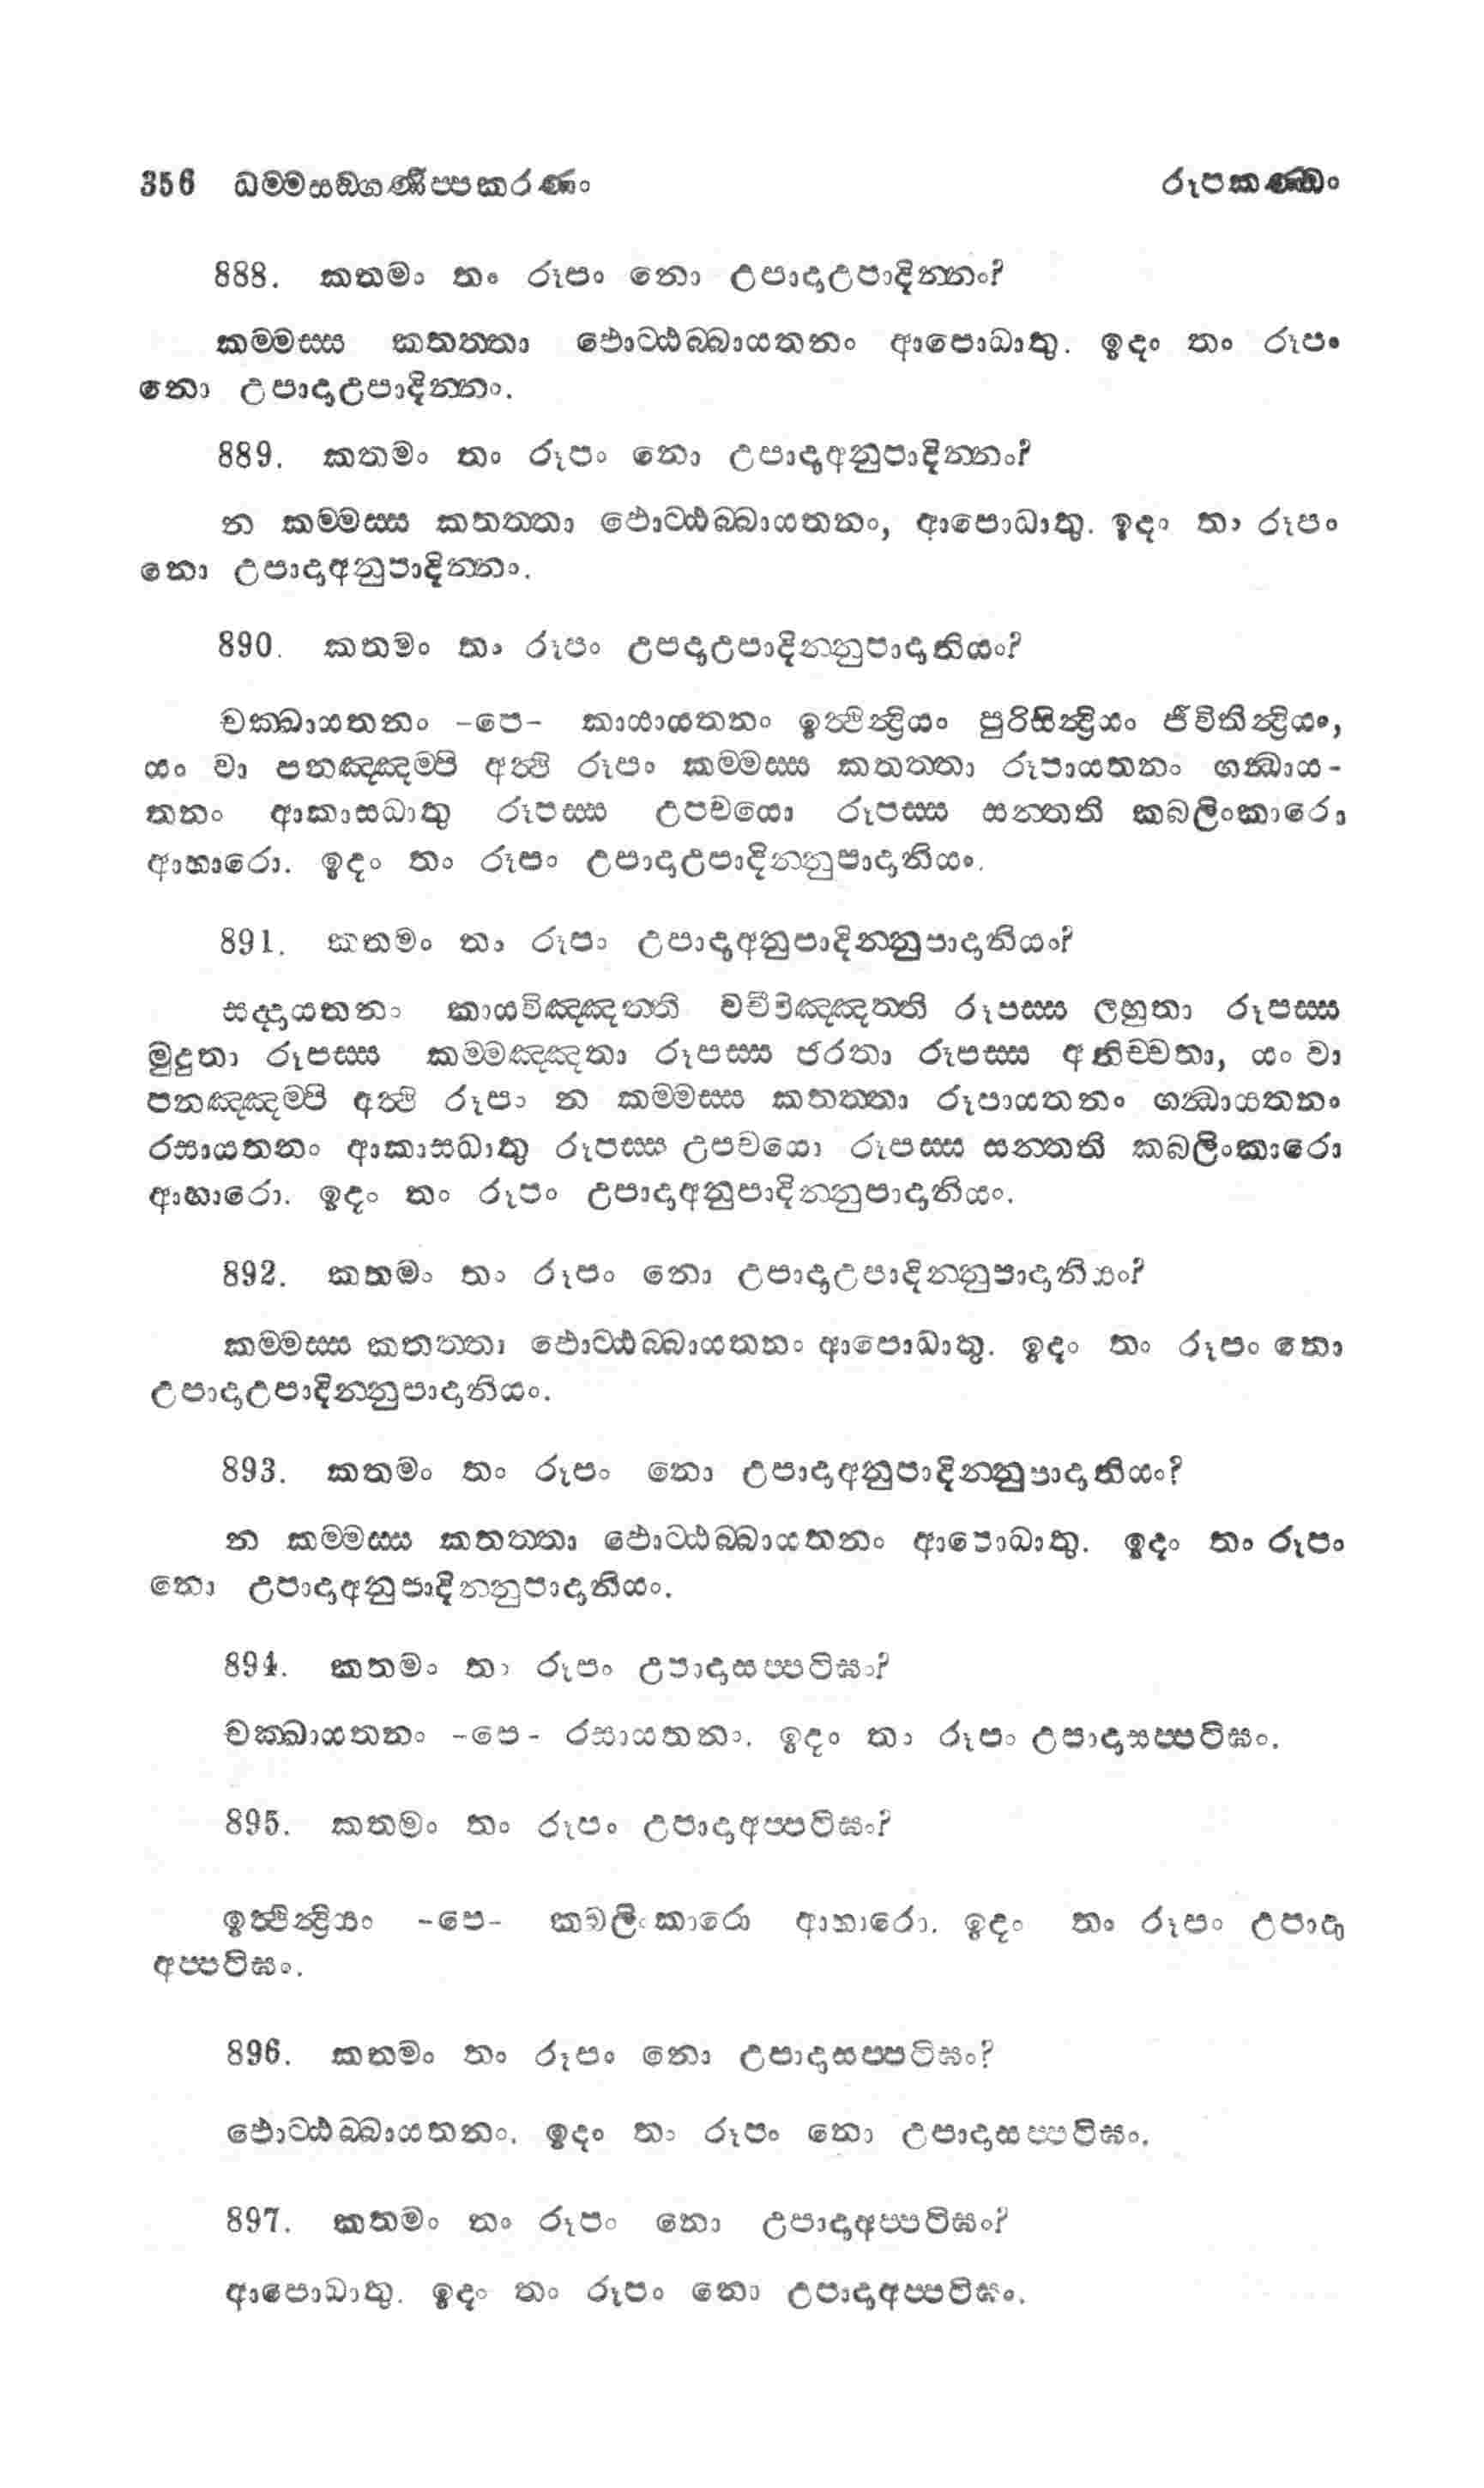 356 ධම්මසඞ්ගණිප්පකරණං රූපකණ්ඩං
888. කතමං තං රූපං නො උපාදාඋපාදින්නං?
කම්මස්ස කතත්තා ඵොට්ඨබ්බායතනං ආපොධාතු. ඉදං තං රූපං
නො උපාදාඋපාදින්නං.
889. කතමං තං රූපං නො උපාදාඅනුපාදින්නං?
න කම්මස්ස කතත්තා ඵොට්ඨබ්බායතනං, ආපොධාතු. ඉදං තං රූපං
නො උපාදාඅනුපාදින්නං.
890. කතමං තං රූපං උපදාඋපාදින්නුපාදානියං?
චක්ඛායතනං -පෙ- කායායතනං ඉත්ථින්ද්‍රියං පුරිසින්ද්‍රියං ජීවිතින්ද්‍රියං,
යං වා පනඤ්ඤම්පි අත්ථි රූපං කම්මස්ස කතත්තා රූපායතනං ගන්ධාය-
තනං ආකාසධාතු රූපස්ස උපචයො රූපස්ස සන්තති කබලිංකාරො
ආහාරො. ඉදං තං රූපං උපාදාඋපාදින්නුපාදානියං.
891. කතමං තං රූපං උපාදාඅනුපාදින්නුපාදානියං?
සද්දායතනං කායවිඤ්ඤත්ති වචීවිඤ්ඤත්ති රූපස්ස ලහුතා රූපස්ස
මුදුතා රූපස්ස කම්මඤ්ඤතා රූපස්ස ජරතා රූපස්ස අනිච්චතා, යං වා
පනඤ්ඤම්පි අත්ථි රූපං න කම්මස්ස කතත්තා රූපායතනං ගන්ධායතනං
රසායතනං ආකාසධාතු රූපස්ස උපචයො රූපස්ස සන්තති කබලිංකාරො
ආහාරො. ඉදං තං රූපං උපාදාඅනුපාදින්නුපාදානියං.
892. කතමං තං රූපං නො උපාදාඋපාදින්නුපාදානියං?
කම්මස්ස කතත්තා ඵොට්ඨබ්බායතනං ආපොධාතු. ඉදං තං රූපං නො
උපාදාඋපාදින්නුපාදානියං.
893. කතමං තං රූපං නො උපාදාඅනුපාදින්නුපාදානියං?
න කම්මස්ස කතත්තා ඵොට්ඨබ්බායතනං ආපොධාතු. ඉදං තං රූපං
නො උපාදාඅනුපාදින්නුපාදානියං.
894. කතමං තං රූපං උපාදාසප්පටිඝං?
චක්ඛායතනං -පෙ- රසායතනං. ඉදං තං රූපං උපාදාසප්පටිඝං.
895. කතමං තං රූපං උපාදාඅප්පටිඝං?
ඉත්ථින්ද්‍රියං -පෙ- කබලිංකාරො ආහාරො. ඉදං තං රූපං උපාදා
අප්පටිඝං.
896. කතමං තං රූපං නො උපාදාසප්පටිඝං?
ඵොට්ඨබ්බායතනං. ඉදං තං රූපං නො උපාදාසප්පටිඝං.
897. කතමං තං රූපං නො උපාදාඅප්පටිඝං?
ආපොධාතු. ඉදං තං රූපං නො උපාදාඅප්පටිඝං.